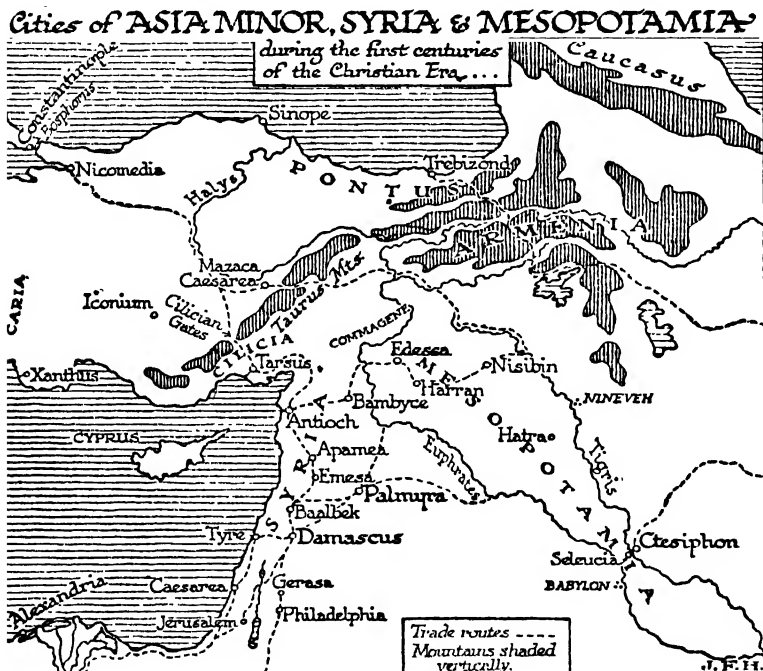 Cities of ASIA MINOR, SYRIA & MESOPOTAMIA
during the first centuries
of the Christian Era...
Caucasus
Constantinople
Bosphorus
Sinope
Nicomedia
Halys
Trebizond
PONTUS
ARMENIA
Mazaca
Caesarea
Taurus Mts.
CARIA
Iconium
Cilician
Gates
COMMAGENE
CILICIA
Tarsus
Xanthus
Edessa
Nisibin
Harran
MESOPOTAMIA
NINEVEH
Bambyce
Antioch
CYPRUS
SYRIA
Hatra
Tigris
Apamea
Euphrates
Emesa
Palmyra
Baalbek
Tyre
Damascus
Ctesiphon
Seleucia
BABYLON
Caesarea
Gerasa
Alexandria
Jerusalem
Philadelphia
Trade routes ----
Mountains shaded
vertically.
J.F.H.